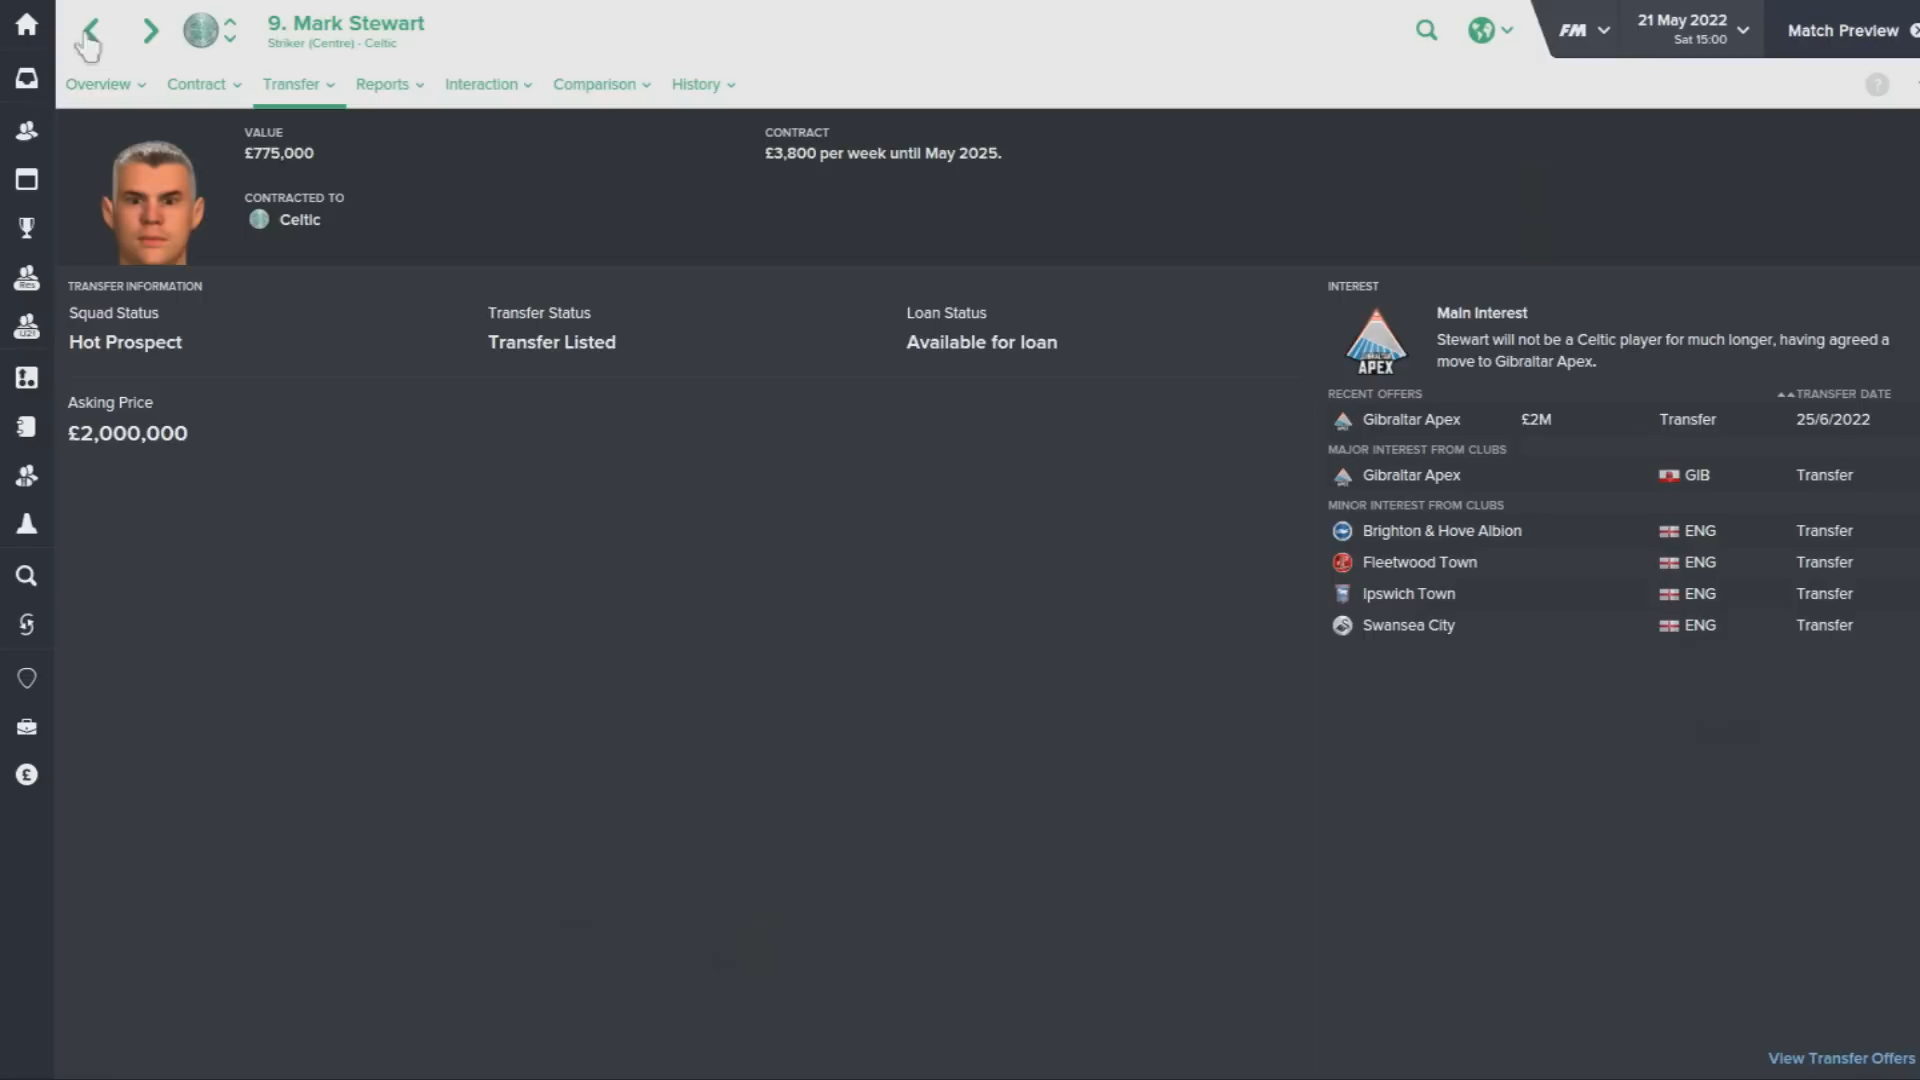 9. Mark Stewart
Striker (Centre) - Celtic
FM
21 May 2022
Sat 15:00
Match Preview
Overview
Contract
Transfer
Reports
Interaction
Comparison
History
?
VALUE
£775,000
CONTRACT
£3,800 per week until May 2025.
CONTRACTED TO
Celtic
TRANSFER INFORMATION
Squad Status
Hot Prospect
Transfer Status
Transfer Listed
Loan Status
Available for loan
Asking Price
£2,000,000
INTEREST
GIBRALTAR
APEX
Main Interest
Stewart will not be a Celtic player for much longer, having agreed a
move to Gibraltar Apex.
RECENT OFFERS TRANSFER DATE
Gibraltar Apex £2M Transfer 25/6/2022
MAJOR INTEREST FROM CLUBS
Gibraltar Apex GIB Transfer
MINOR INTEREST FROM CLUBS
Brighton & Hove Albion ENG Transfer
Fleetwood Town ENG Transfer
Ipswich Town ENG Transfer
Swansea City ENG Transfer
Res
U21
£
View Transfer Offers